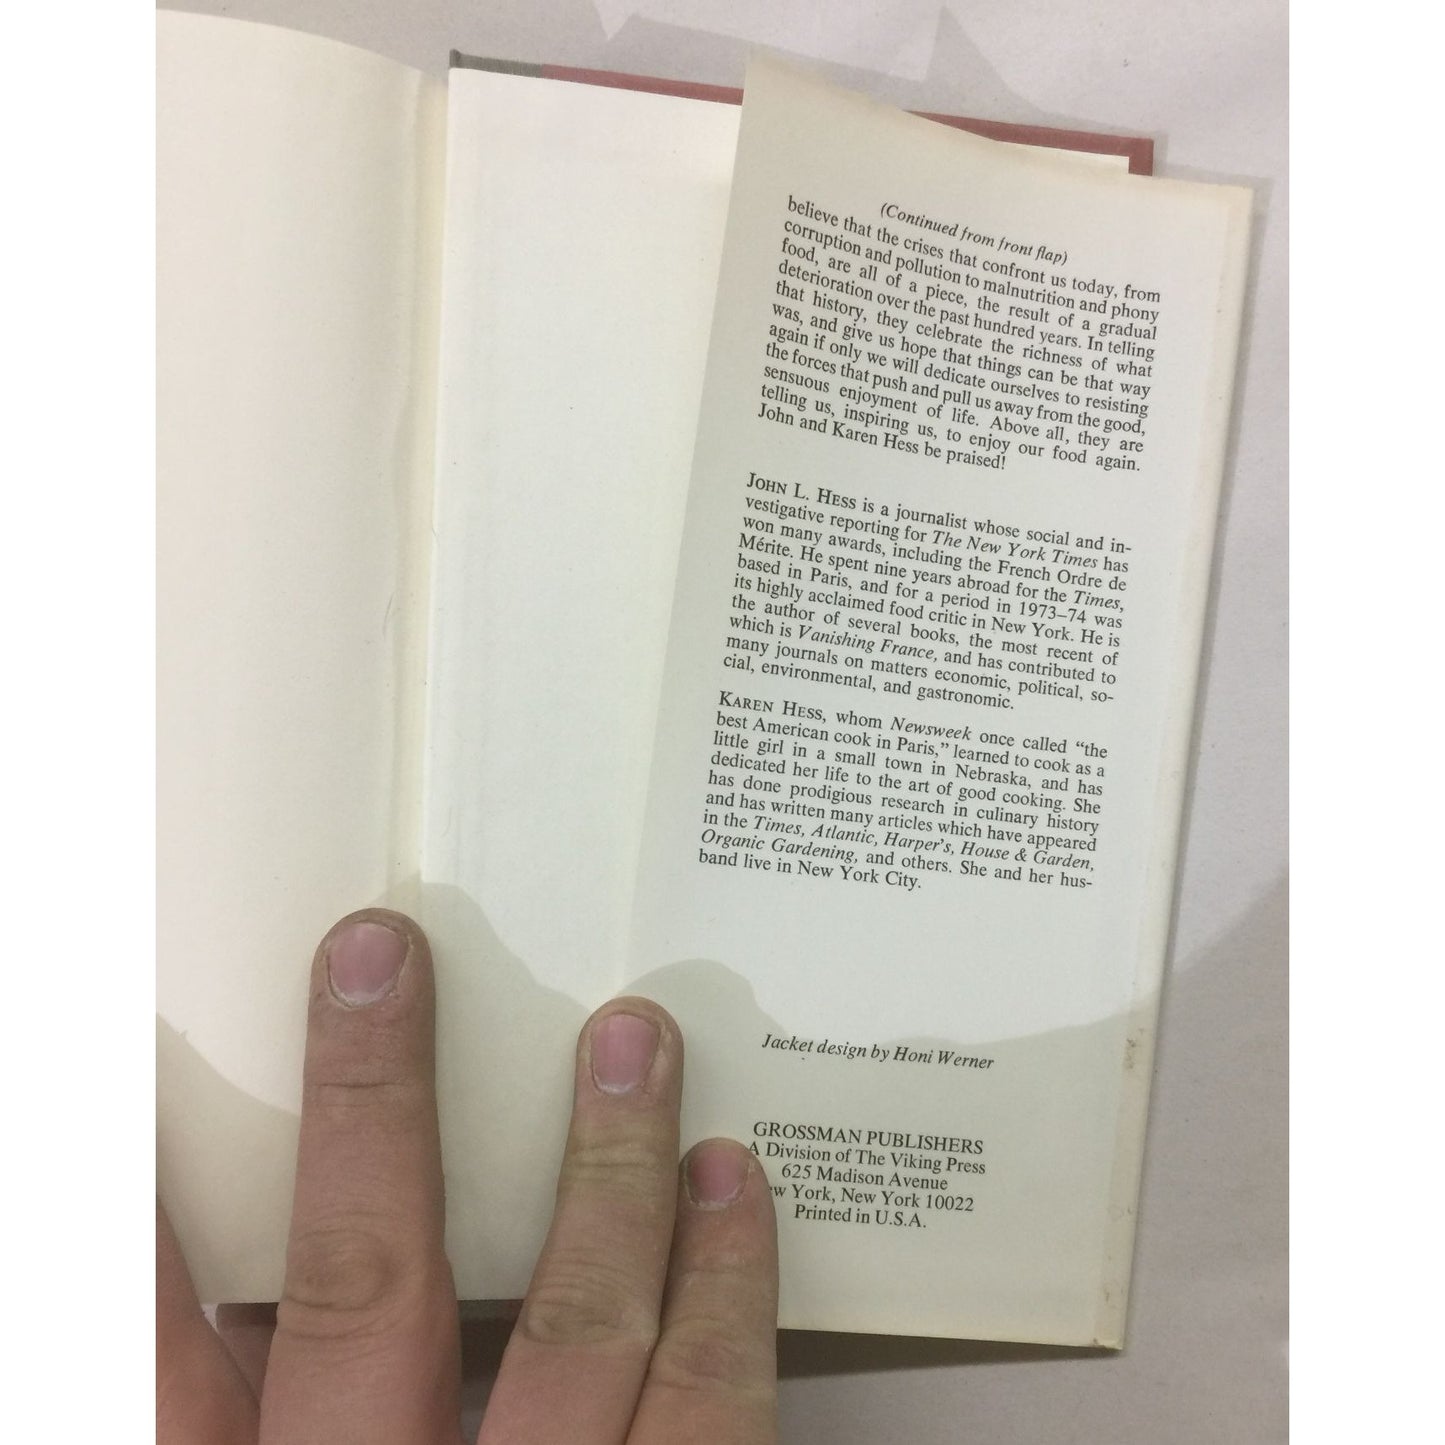 (Continued from front flap)
believe that the crises that confront us today, from
corruption and pollution to malnutrition and phony
food, are all of a piece, the result of a gradual
deterioration over the past hundred years. In telling
that history, they celebrate the richness of what
was, and give us hope that things can be that way
again if only we will dedicate ourselves to resisting
the forces that push and pull us away from the good,
sensuous enjoyment of life. Above all, they are
telling us, inspiring us, to enjoy our food again.
John and Karen Hess be praised!
JOHN L. HESS is a journalist whose social and in-
vestigative reporting for The New York Times has
won many awards, including the French Ordre de
Mérite. He spent nine years abroad for the Times,
based in Paris, and for a period in 1973–74 was
its highly acclaimed food critic in New York. He is
the author of several books, the most recent of
which is Vanishing France, and has contributed to
many journals on matters economic, political, so-
cial, environmental, and gastronomic.
KAREN HESS, whom Newsweek once called “the
best American cook in Paris,” learned to cook as a
little girl in a small town in Nebraska, and has
dedicated her life to the art of good cooking. She
has done prodigious research in culinary history
and has written many articles which have appeared
in the Times, Atlantic, Harper's, House & Garden,
Organic Gardening, and others. She and her hus-
band live in New York City.
Jacket design by Honi Werner
GROSSMAN PUBLISHERS
A Division of The Viking Press
625 Madison Avenue
ew York, New York 10022
Printed in U.S.A.